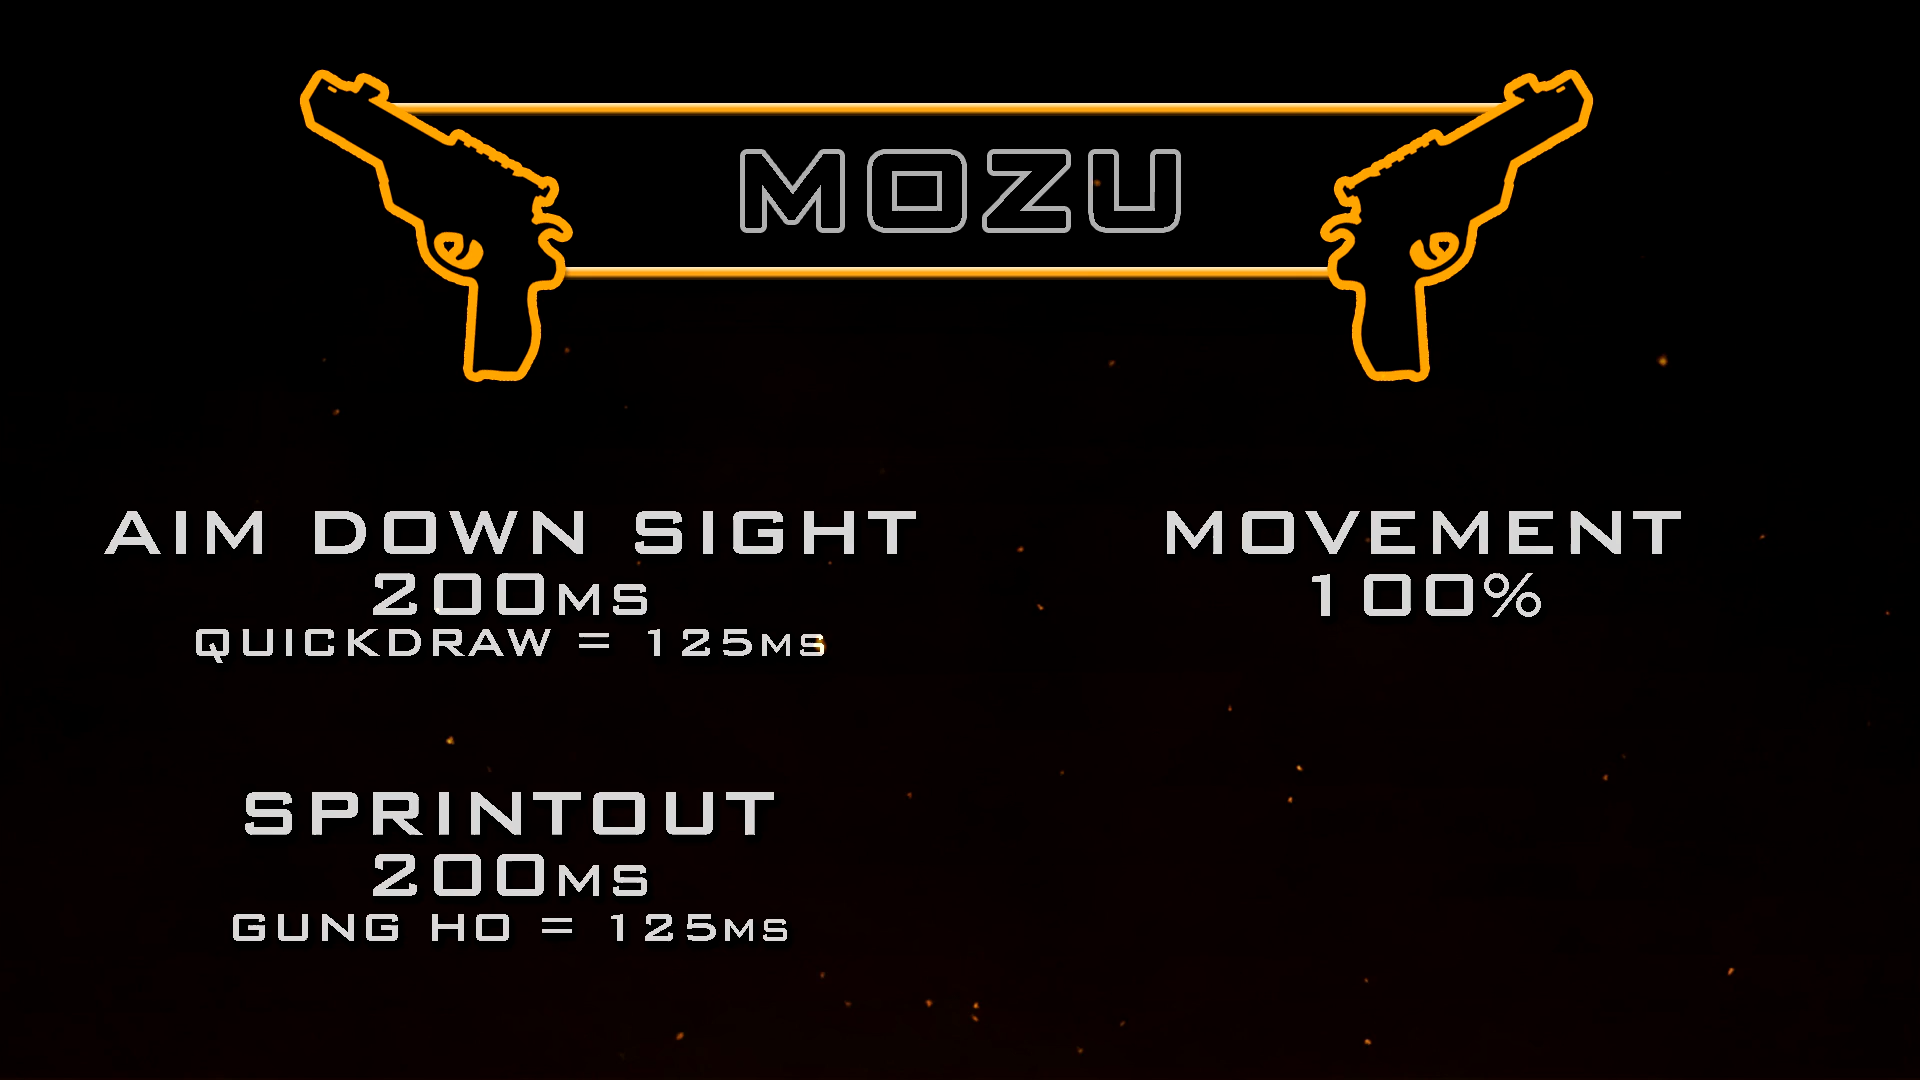 MOZU
AIM DOWN SIGHT
200MS
QUICKDRAW = 125MS
MOVEMENT
100%
SPRINTOUT
200MS
GUNG HO = 125MS